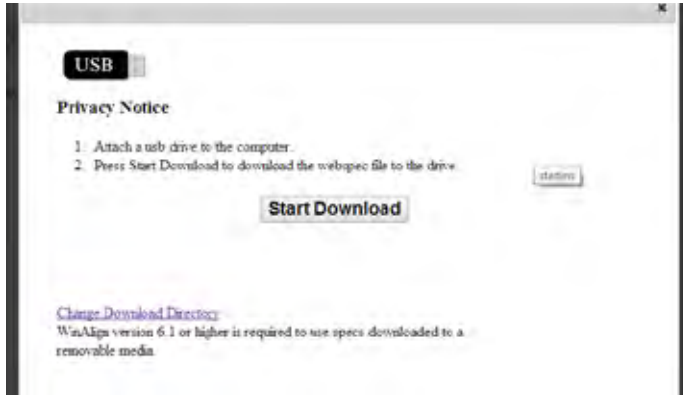 x
USB
Privacy Notice
1. Attach a usb drive to the computer.
2. Press Start Download to download the webspec file to the drive.
Start Download
Change Download Directory
WinAlign version 6.1 or higher is required to use specs downloaded to a
removable media.